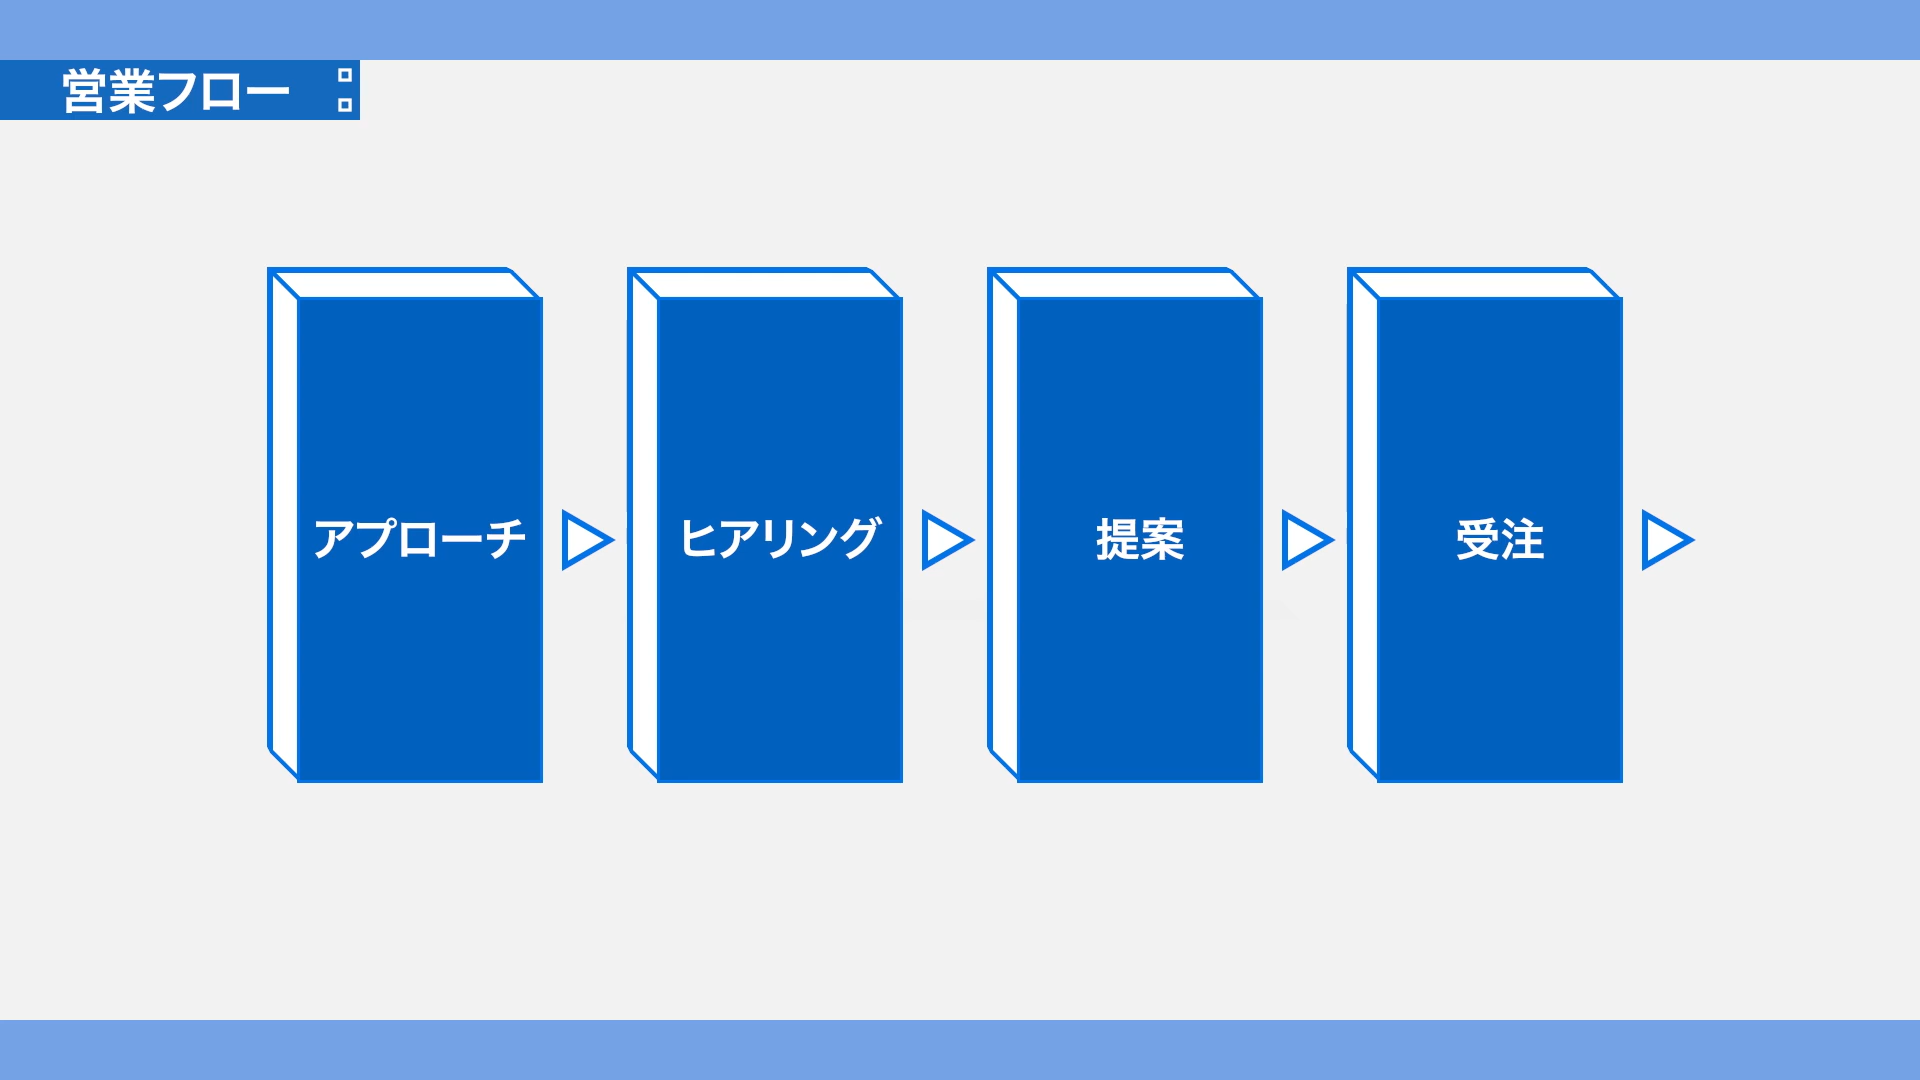 営業フロー
アプローチ
ヒアリング
提案
受注